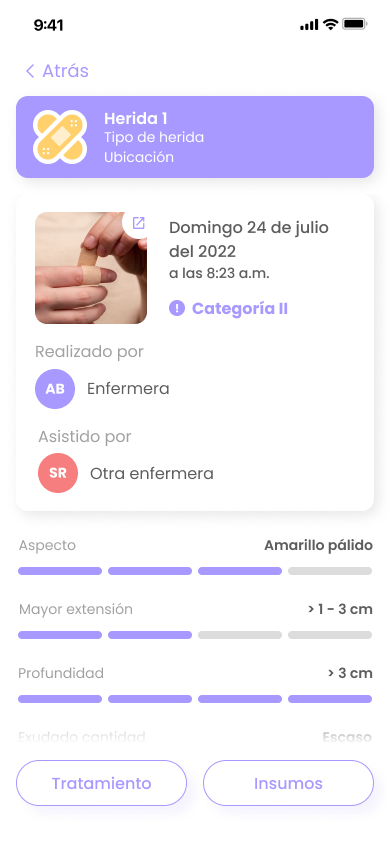 9:41
Atrás
Herida 1
Tipo de herida
Ubicación
Domingo 24 de julio
del 2022
a las 8:23 a.m.
! Categoría II
Realizado por
AB Enfermera
Asistido por
SR Otra enfermera
Aspecto Amarillo pálido
Mayor extensión > 1 - 3 cm
Profundidad > 3 cm
Exudado cantidad Escaso
Tratamiento Insumos